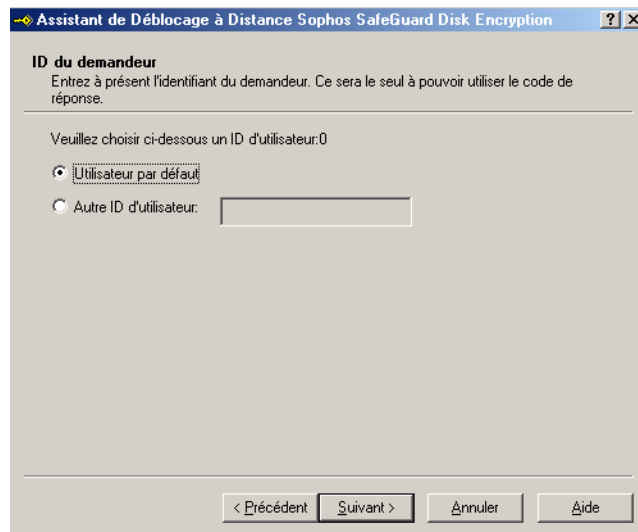 Assistant de Déblocage à Distance Sophos SafeGuard Disk Encryption
ID du demandeur
Entrez à présent l'identifiant du demandeur. Ce sera le seul à pouvoir utiliser le code de
réponse.
Veuillez choisir ci-dessous un ID d'utilisateur:0
Utilisateur par défaut
Autre ID d'utilisateur:
< Précédent Suivant > Annuler Aide